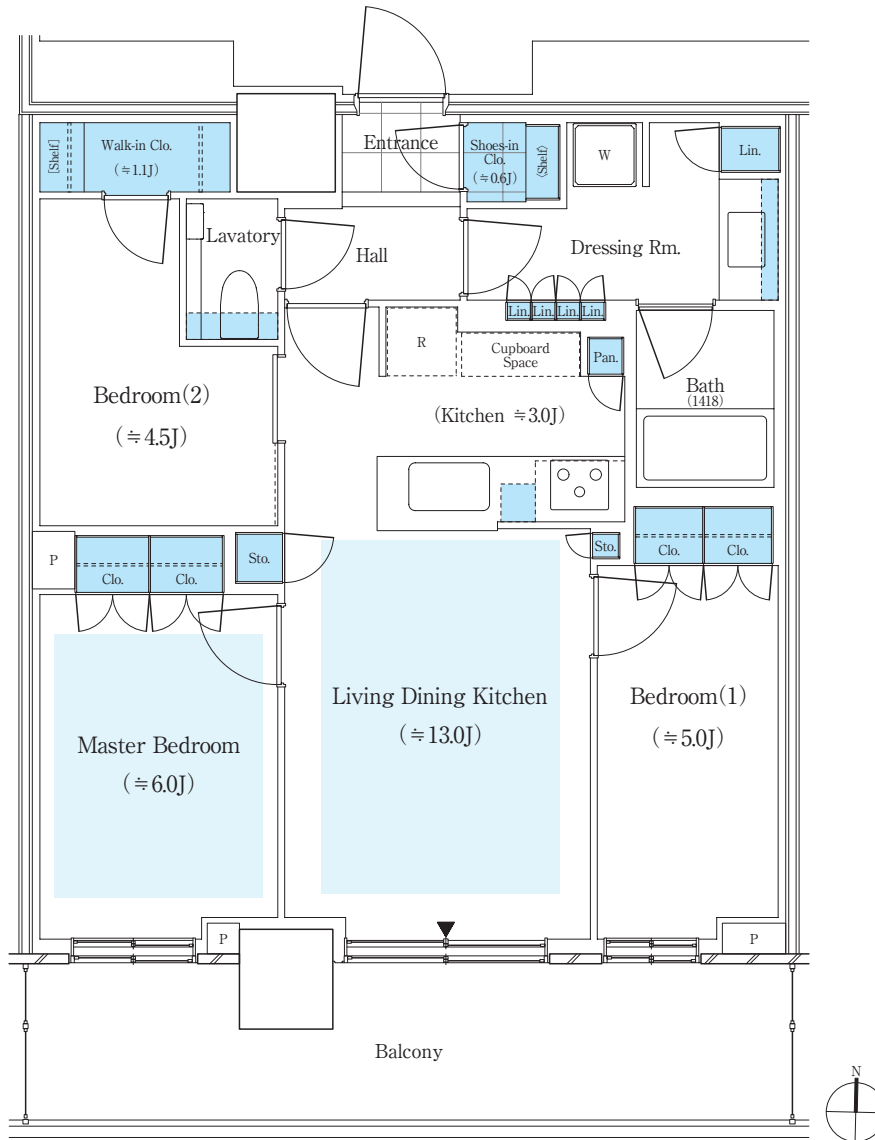 Entrance
[Shelf]
Walk-in Clo.
(≒1.1J)
Shoes-in
Clo.
(≒0.6J)
(Shelf)
W
Lin.
Lavatory
Hall
Dressing Rm.
Lin.
Lin.
Lin.
Lin.
R
Cupboard
Space
Pan.
Bath
(1418)
Bedroom(2)
(≒4.5J)
(Kitchen ≒3.0J)
P
Clo.
Clo.
Sto.
Sto.
Clo.
Clo.
Living Dining Kitchen
(≒13.0J)
Bedroom(1)
(≒5.0J)
Master Bedroom
(≒6.0J)
P
P
Balcony
N